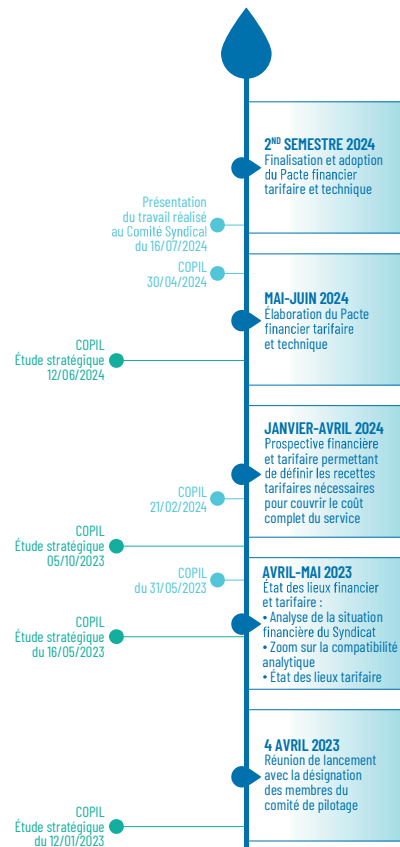 2ND SEMESTRE 2024
Finalisation et adoption
du Pacte financier
tarifaire et technique
Présentation
du travail réalisé
au Comité Syndical
du 16/07/2024
COPIL
30/04/2024
MAI-JUIN 2024
Élaboration du Pacte
financier tarifaire
et technique
COPIL
Étude stratégique
12/06/2024
JANVIER-AVRIL 2024
Prospective financière
et tarifaire permettant
de définir les recettes
tarifaires nécessaires
pour couvrir le coût
complet du service
COPIL
21/02/2024
COPIL
Étude stratégique
05/10/2023
COPIL
du 31/05/2023
AVRIL-MAI 2023
État des lieux financier
et tarifaire :
• Analyse de la situation
financière du Syndicat
• Zoom sur la compatibilité
analytique
• État des lieux tarifaire
COPIL
Étude stratégique
du 16/05/2023
4 AVRIL 2023
Réunion de lancement
avec la désignation
des membres du
comité de pilotage
COPIL
Étude stratégique
du 12/01/2023